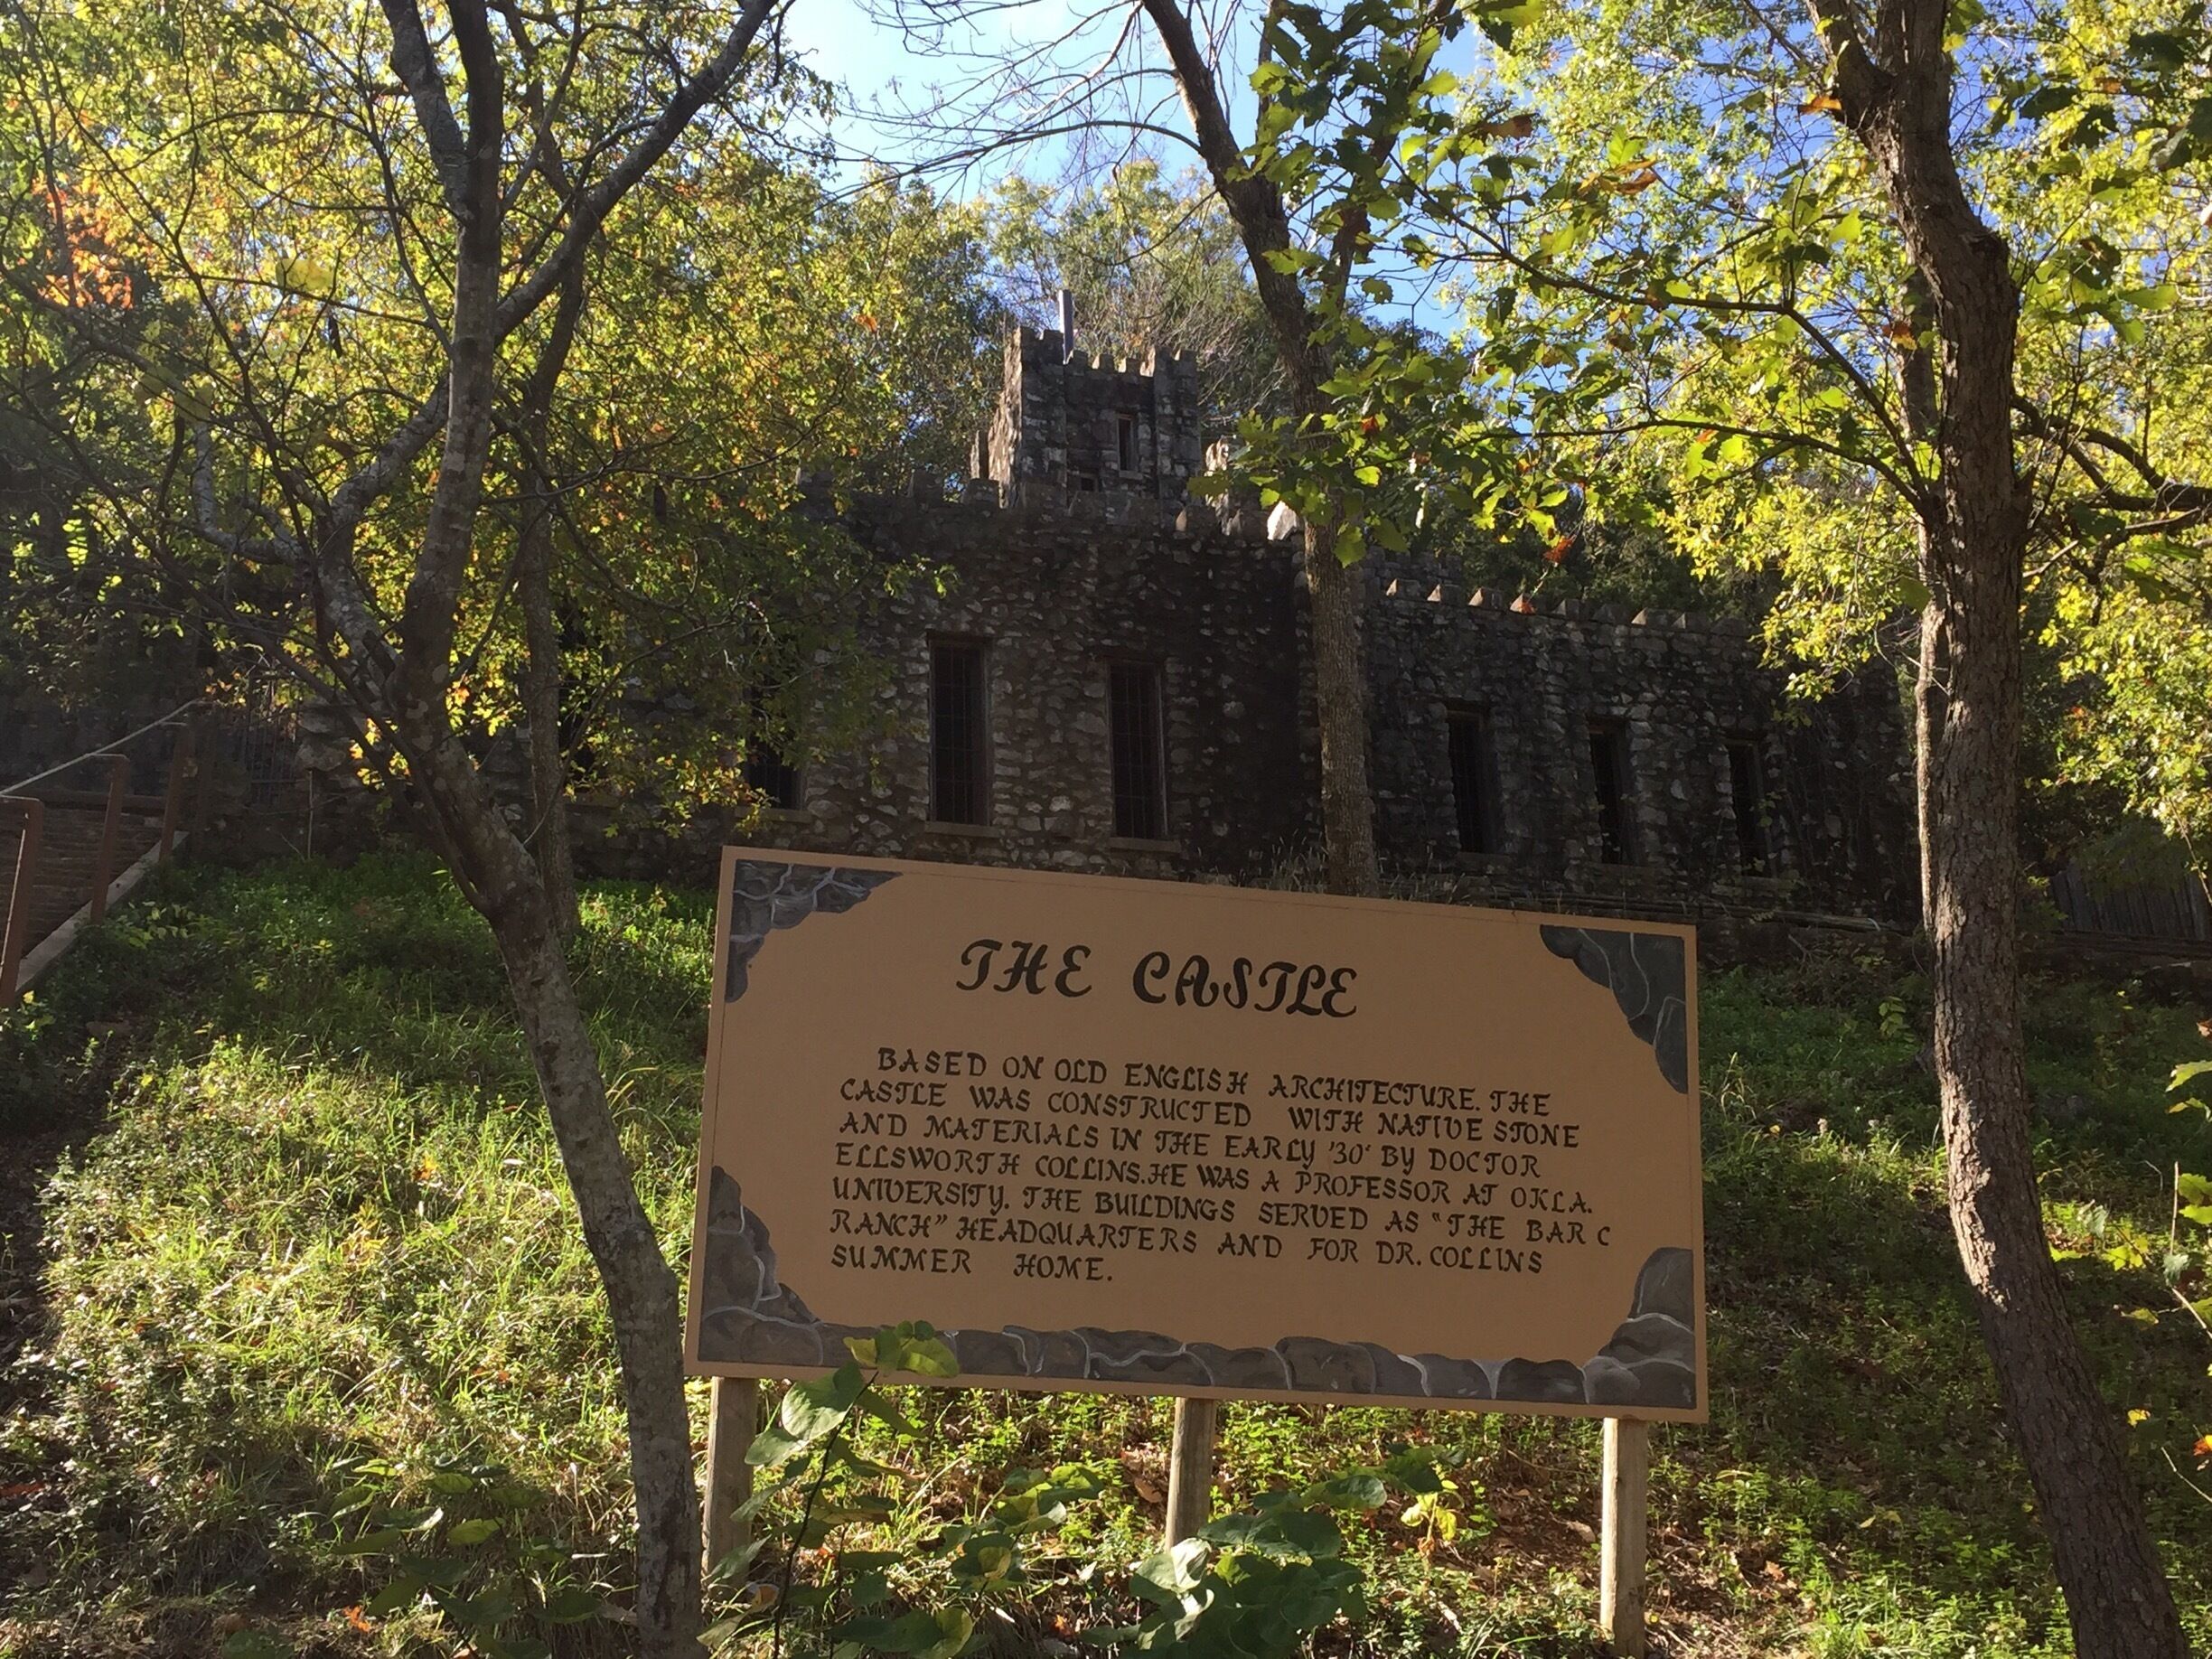 THE CASTLE
BASED ON OLD ENGLISH ARCHITECTURE. THE
CASTLE WAS CONSTRUCTED WITH NATIVE STONE
AND MATERIALS IN THE EARLY '30' BY DOCTOR
ELLSWORTH COLLINS. HE WAS A PROFESSOR AT OKLA.
UNIVERSITY. THE BUILDINGS SERVED AS "THE BAR C
RANCH" HEADQUARTERS AND FOR DR. COLLINS
SUMMER HOME.